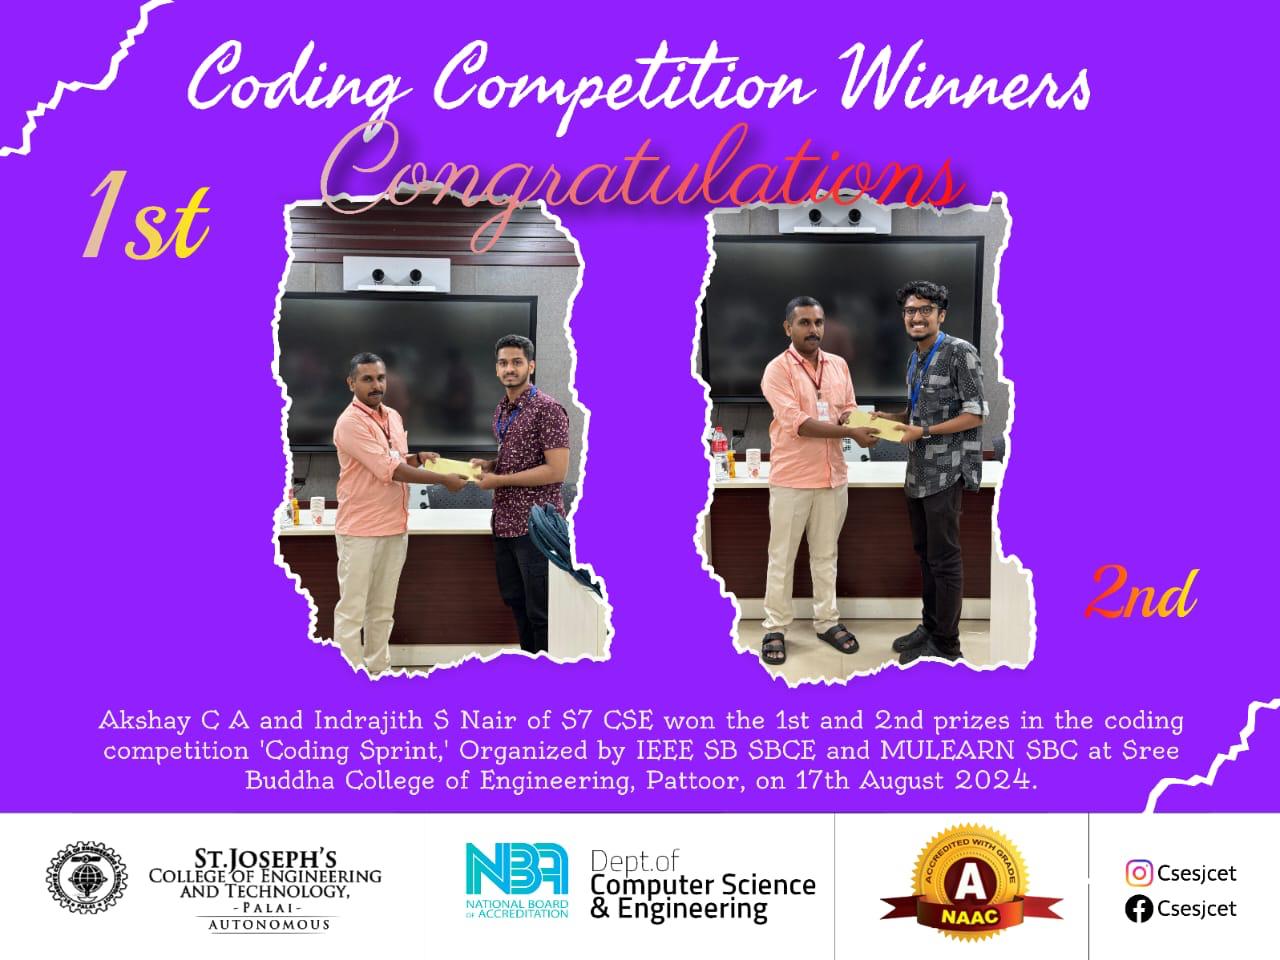 Coding Competition Winners
Congratulations
1st
2nd
Akshay C A and Indrajith S Nair of S7 CSE won the 1st and 2nd prizes in the coding
competition 'Coding Sprint,' Organized by IEEE SB SBCE and MULEARN SBC at Sree
Buddha College of Engineering, Pattoor, on 17th August 2024.
ST.JOSEPH'S
COLLEGE OF ENGINEERING
AND TECHNOLOGY,
-PALAI-
AUTONOMOUS
NBA
NATIONAL BOARD
OF ACCREDITATION
Dept.of
Computer Science
& Engineering
ACCREDITED WITH GRADE
A
NAAC
Csesjcet
Csesjcet